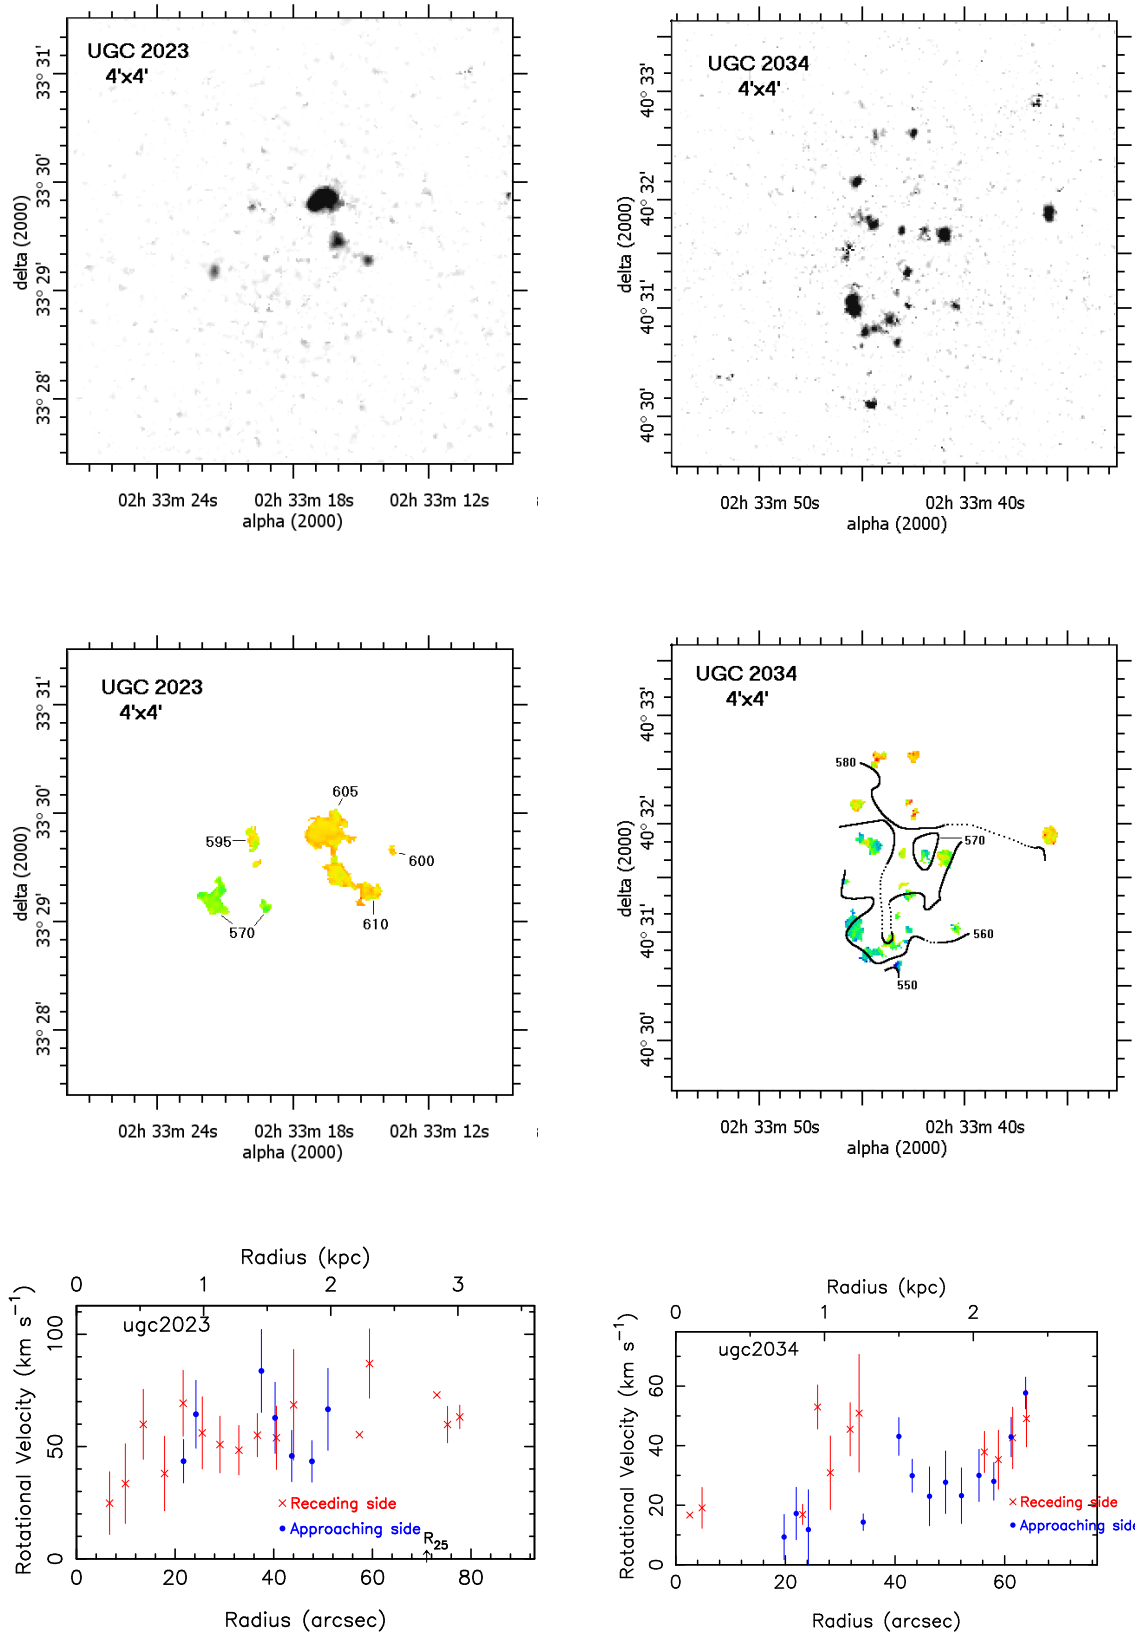 UGC 2023
4'x4'
33° 31'
33° 30'
33° 29'
33° 28'
delta (2000)
02h 33m 24s 02h 33m 18s 02h 33m 12s
alpha (2000)
UGC 2034
4'x4'
40° 33'
40° 32'
40° 31'
40° 30'
delta (2000)
02h 33m 50s 02h 33m 40s
alpha (2000)
UGC 2023
4'x4'
33° 31'
33° 30'
33° 29'
33° 28'
delta (2000)
605
595
600
570
610
02h 33m 24s 02h 33m 18s 02h 33m 12s
alpha (2000)
UGC 2034
4'x4'
40° 33'
40° 32'
40° 31'
40° 30'
delta (2000)
580
570
560
550
02h 33m 50s 02h 33m 40s
alpha (2000)
Radius (kpc)
0 1 2 3
ugc2023
Rotational Velocity (km s⁻¹)
100
50
0
Receding side
Approaching side
R₂₅
0 20 40 60 80
Radius (arcsec)
Radius (kpc)
0 1 2
ugc2034
Rotational Velocity (km s⁻¹)
60
40
20
0
Receding side
Approaching side
0 20 40 60
Radius (arcsec)